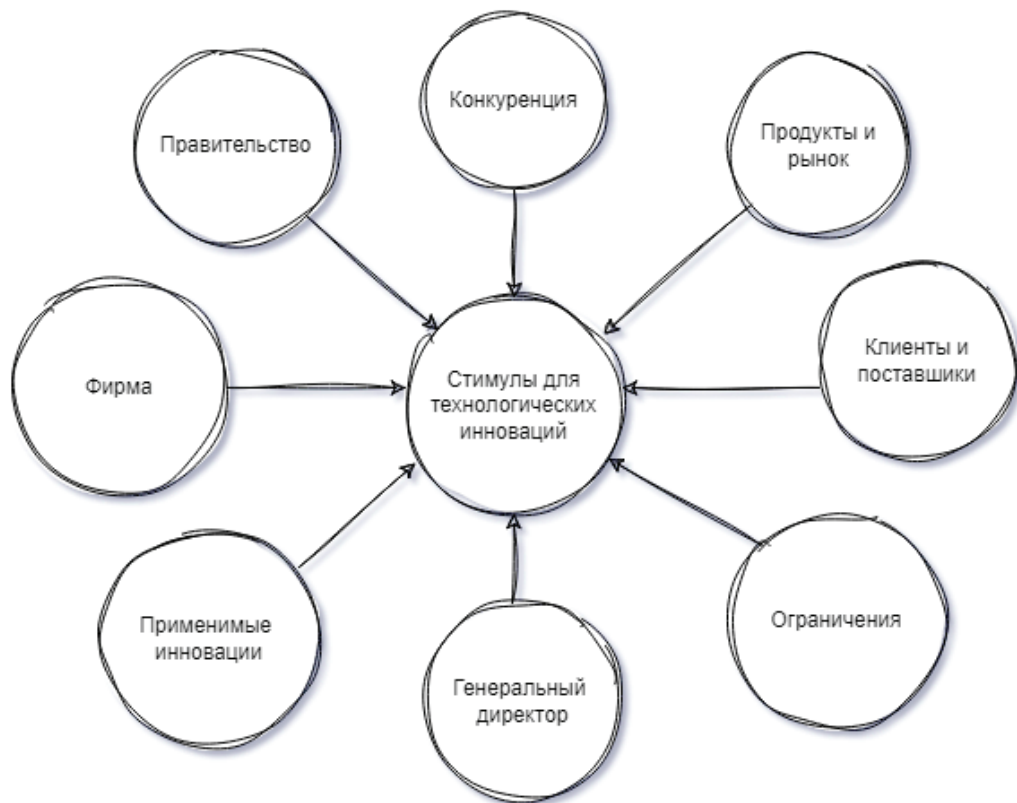 Конкуренция
Правительство
Продукты и
рынок
Фирма
Стимулы для
технологических
инноваций
Клиенты и
поставшики
Применимые
инновации
Генеральный
директор
Ограничения